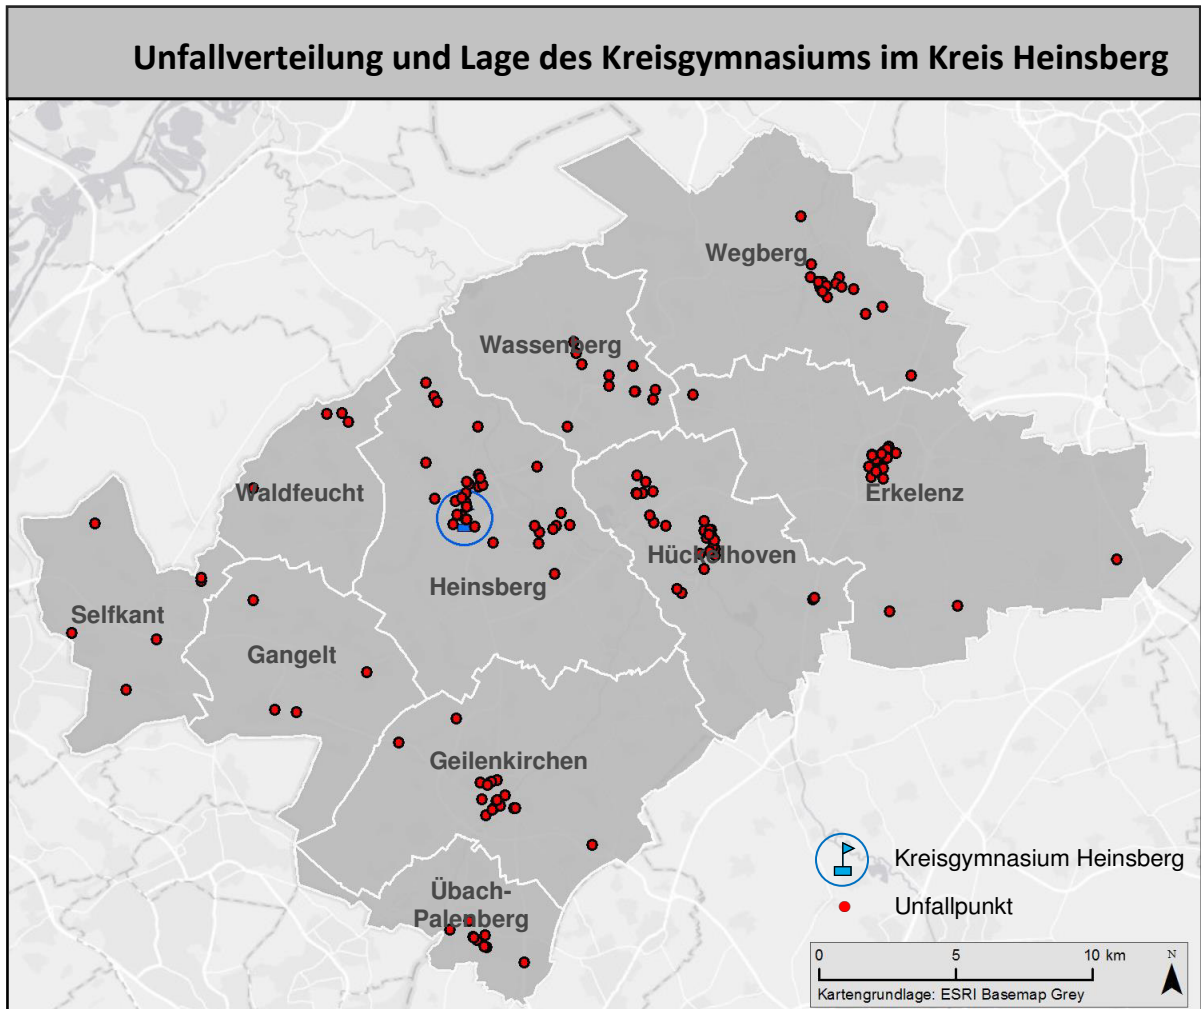 Unfallverteilung und Lage des Kreisgymnasiums im Kreis Heinsberg
Wegberg
Wassenberg
Waldfeucht
Erkelenz
Hückelhoven
Heinsberg
Selfkant
Gangelt
Geilenkirchen
Übach-
Palenberg
Kreisgymnasium Heinsberg
Unfallpunkt
0 5 10 km N
Kartengrundlage: ESRI Basemap Grey